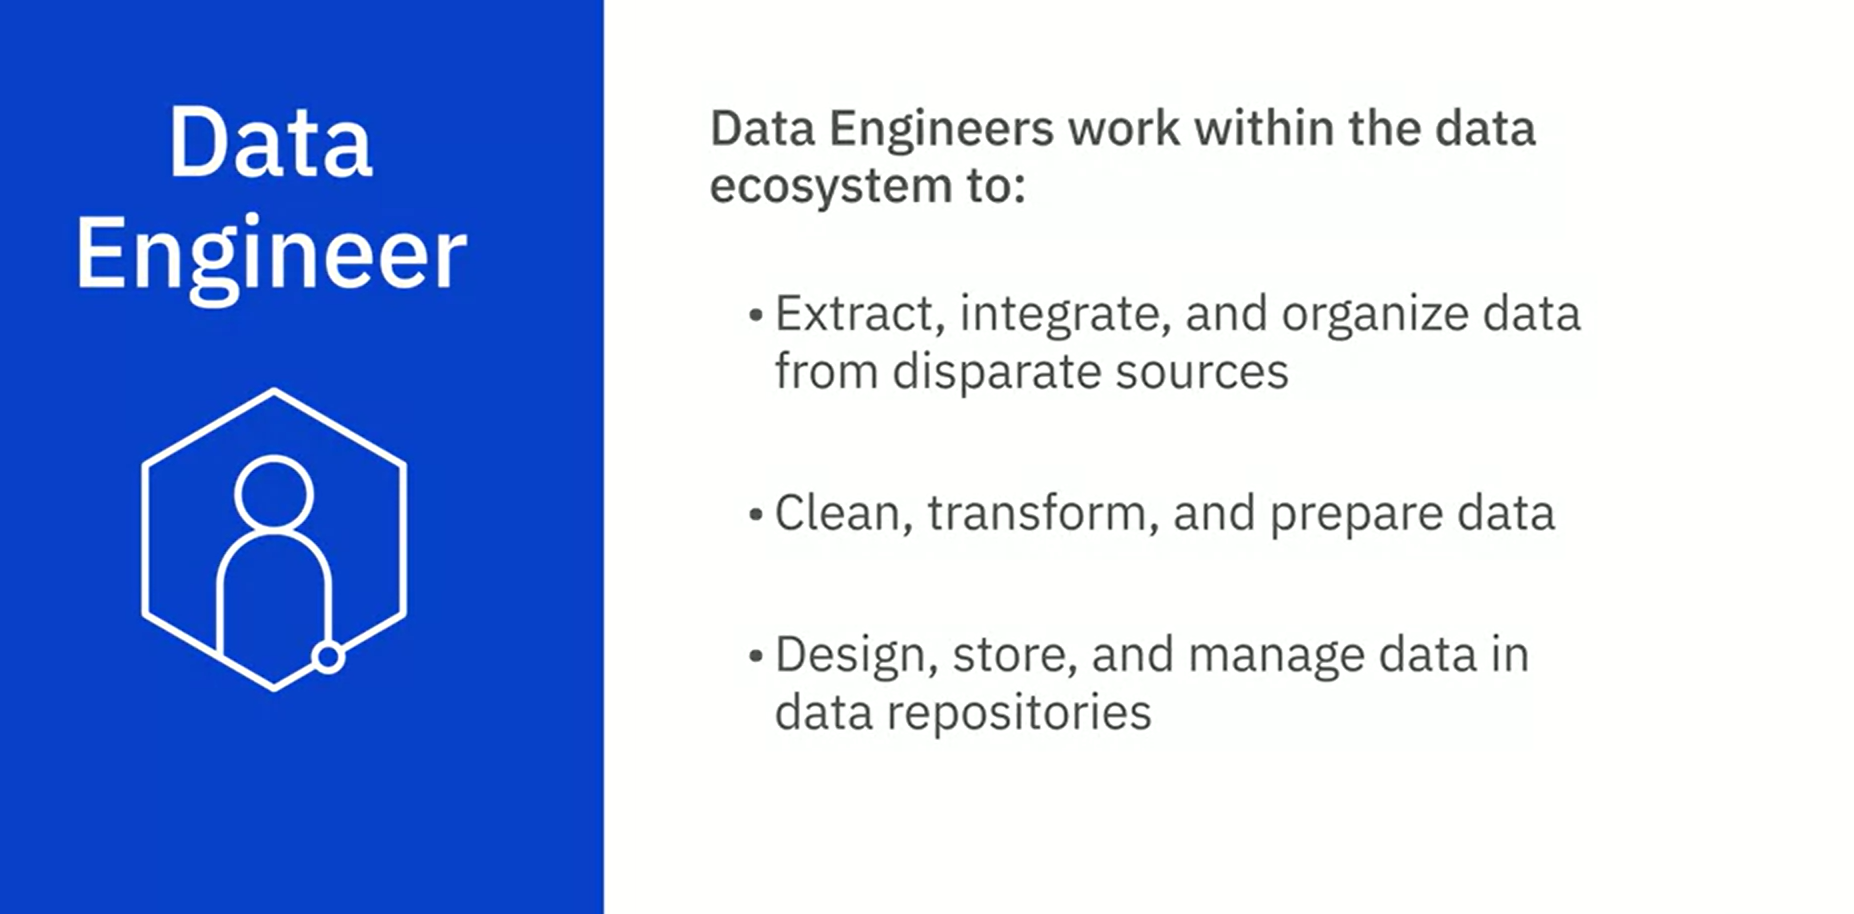 Data
Engineer
Data Engineers work within the data
ecosystem to:
• Extract, integrate, and organize data
from disparate sources
• Clean, transform, and prepare data
• Design, store, and manage data in
data repositories